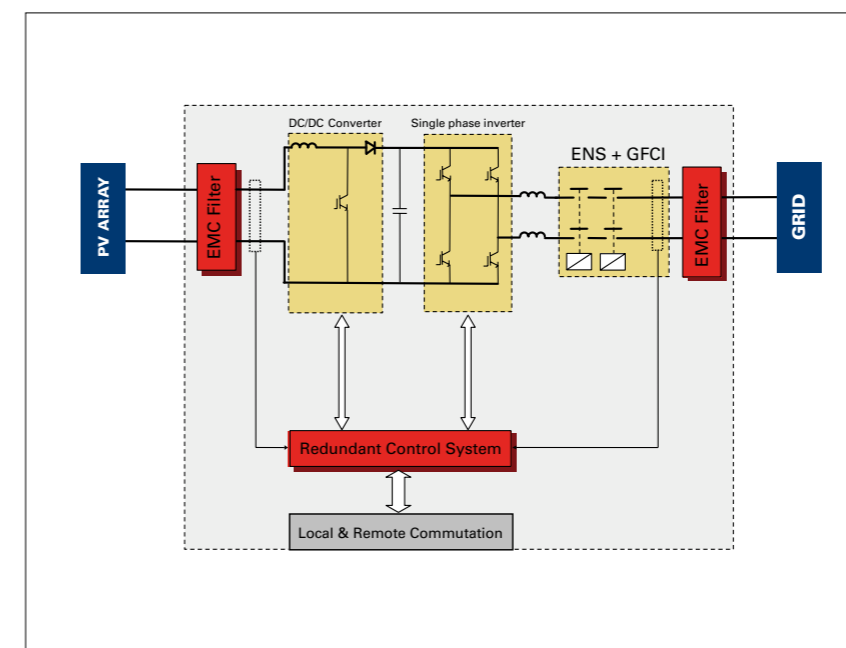 DC/DC Converter
Single phase inverter
ENS + GFCI
PV ARRAY
EMC Filter
EMC Filter
GRID
Redundant Control System
Local & Remote Commutation